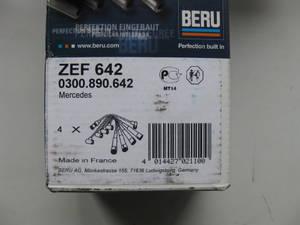 PERFEKTION EINGEBAUT
BERU
www.beru.com
Perfection built in
ZEF 642
0300.890.642
Mercedes
MT14
4 X
Made in France
BERU AG, Mörikestrasse 155, 71636 Ludwigsburg, Germany
4 014427 021100